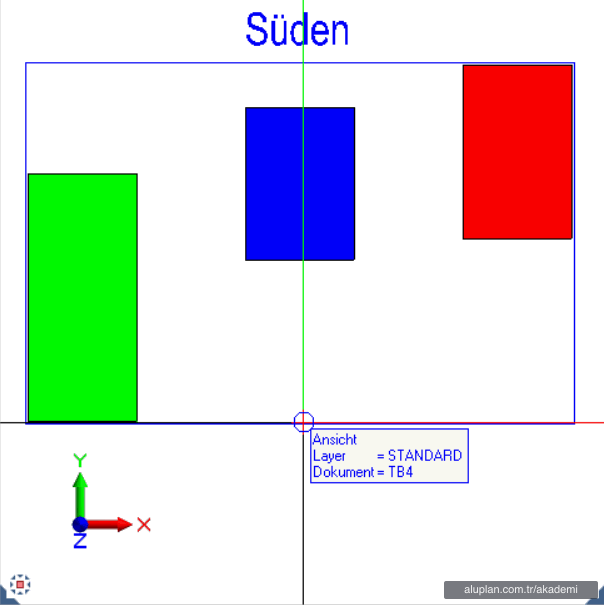 Süden
Ansicht
Layer = STANDARD
Dokument = TB4
Y
X
Z
aluplan.com.tr/akademi